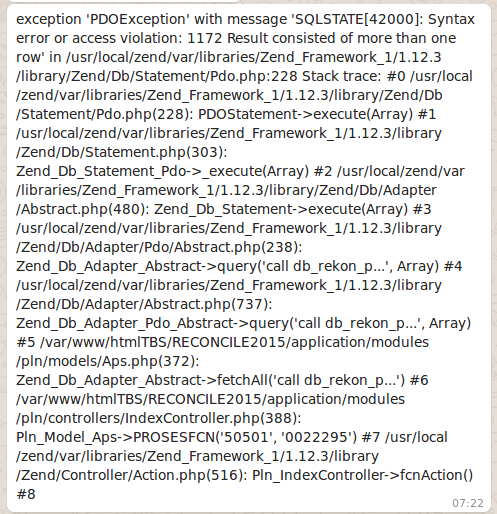 exception 'PDOException' with message 'SQLSTATE[42000]: Syntax
error or access violation: 1172 Result consisted of more than one
row' in /usr/local/zend/var/libraries/Zend_Framework_1/1.12.3
/library/Zend/Db/Statement/Pdo.php:228 Stack trace: #0 /usr/local
/zend/var/libraries/Zend_Framework_1/1.12.3/library/Zend/Db
/Statement/Pdo.php(228): PDOStatement->execute(Array) #1
/usr/local/zend/var/libraries/Zend_Framework_1/1.12.3/library
/Zend/Db/Statement.php(303):
Zend_Db_Statement_Pdo->_execute(Array) #2 /usr/local/zend/var
/libraries/Zend_Framework_1/1.12.3/library/Zend/Db/Adapter
/Abstract.php(480): Zend_Db_Statement->execute(Array) #3
/usr/local/zend/var/libraries/Zend_Framework_1/1.12.3/library
/Zend/Db/Adapter/Pdo/Abstract.php(238):
Zend_Db_Adapter_Abstract->query('call db_rekon_p...', Array) #4
/usr/local/zend/var/libraries/Zend_Framework_1/1.12.3/library
/Zend/Db/Adapter/Abstract.php(737):
Zend_Db_Adapter_Pdo_Abstract->query('call db_rekon_p...', Array)
#5 /var/www/htmlTBS/RECONCILE2015/application/modules
/pln/models/Aps.php(372):
Zend_Db_Adapter_Abstract->fetchAll('call db_rekon_p...') #6
/var/www/htmlTBS/RECONCILE2015/application/modules
/pln/controllers/IndexController.php(388):
Pln_Model_Aps->PROSESFCN('50501', '0022295') #7 /usr/local
/zend/var/libraries/Zend_Framework_1/1.12.3/library
/Zend/Controller/Action.php(516): Pln_IndexController->fcnAction()
#8
07:22